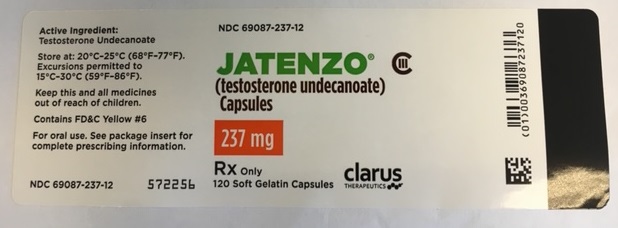 Active Ingredient:
Testosterone Undecanoate
Store at: 20°C–25°C (68°F–77°F).
Excursions permitted to
15°C–30°C (59°F–86°F).
Keep this and all medicines
out of reach of children.
Contains FD&C Yellow #6
For oral use. See package insert for
complete prescribing information.
NDC 69087-237-12
572256
NDC 69087-237-12
JATENZO® CIII
(testosterone undecanoate)
Capsules
237 mg
Rx Only
120 Soft Gelatin Capsules
clarus
THERAPEUTICS
(01)00369087237120